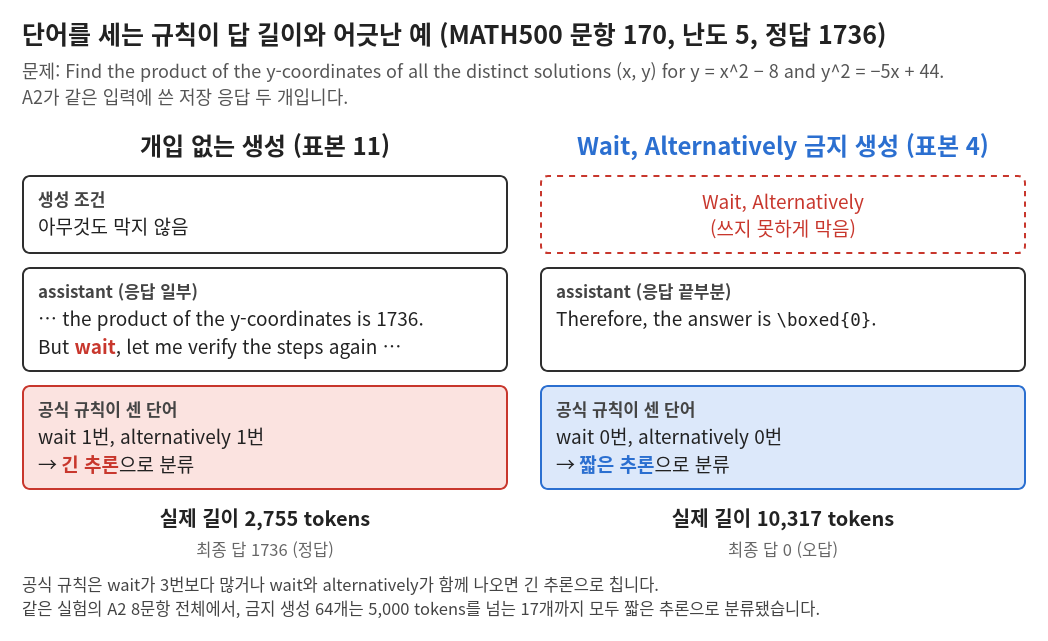 단어를 세는 규칙이 답 길이와 어긋난 예 (MATH500 문항 170, 난도 5, 정답 1736)
문제: Find the product of the y-coordinates of all the distinct solutions (x, y) for y = x^2 − 8 and y^2 = −5x + 44.
A2가 같은 입력에 쓴 저장 응답 두 개입니다.
개입 없는 생성 (표본 11)
생성 조건
아무것도 막지 않음
assistant (응답 일부)
⋯ the product of the y-coordinates is 1736.
But wait, let me verify the steps again ⋯
공식 규칙이 센 단어
wait 1번, alternatively 1번
→ 긴 추론으로 분류
실제 길이 2,755 tokens
최종 답 1736 (정답)
Wait, Alternatively 금지 생성 (표본 4)
Wait, Alternatively
(쓰지 못하게 막음)
assistant (응답 끝부분)
Therefore, the answer is \boxed{0}.
공식 규칙이 센 단어
wait 0번, alternatively 0번
→ 짧은 추론으로 분류
실제 길이 10,317 tokens
최종 답 0 (오답)
공식 규칙은 wait가 3번보다 많거나 wait와 alternatively가 함께 나오면 긴 추론으로 칩니다.
같은 실험의 A2 8문항 전체에서, 금지 생성 64개는 5,000 tokens를 넘는 17개까지 모두 짧은 추론으로 분류됐습니다.